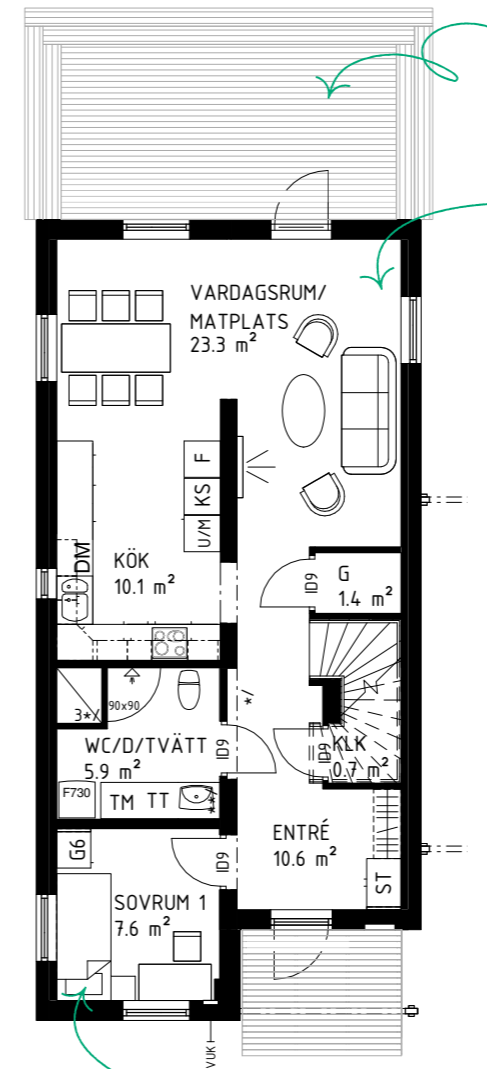 VARDAGSRUM/
MATPLATS
23.3 m²
F
KS
U/M
DM
KÖK
10.1 m²
ID9
G
1.4 m²
*/
3*/
90x90
WC/D/TVÄTT
5.9 m²
ID9
ID9
KLK
0.7 m²
F730
TM TT
**/
ENTRÉ
10.6 m²
G6
ID9
ST
SOVRUM 1
7.6 m²
VUK